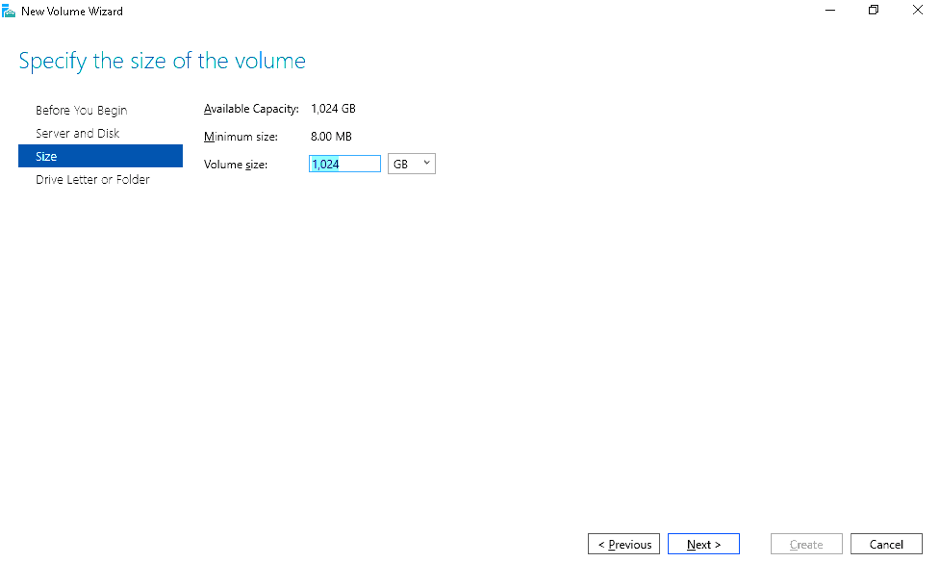 New Volume Wizard
Specify the size of the volume
Before You Begin
Server and Disk
Size
Drive Letter or Folder
Available Capacity: 1,024 GB
Minimum size: 8.00 MB
Volume size: 1,024 GB
< Previous Next > Create Cancel